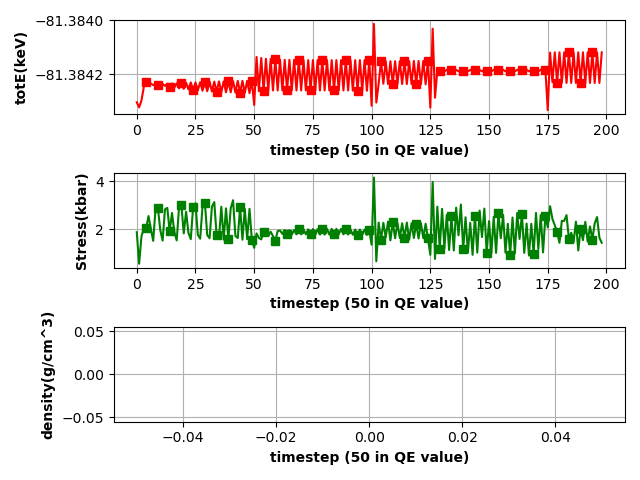 totE(keV)
−81.3840
−81.3842
0 25 50 75 100 125 150 175 200
timestep (50 in QE value)
Stress(kbar)
4
2
0 25 50 75 100 125 150 175 200
timestep (50 in QE value)
density(g/cm^3)
0.05
0.00
−0.05
−0.04 −0.02 0.00 0.02 0.04
timestep (50 in QE value)